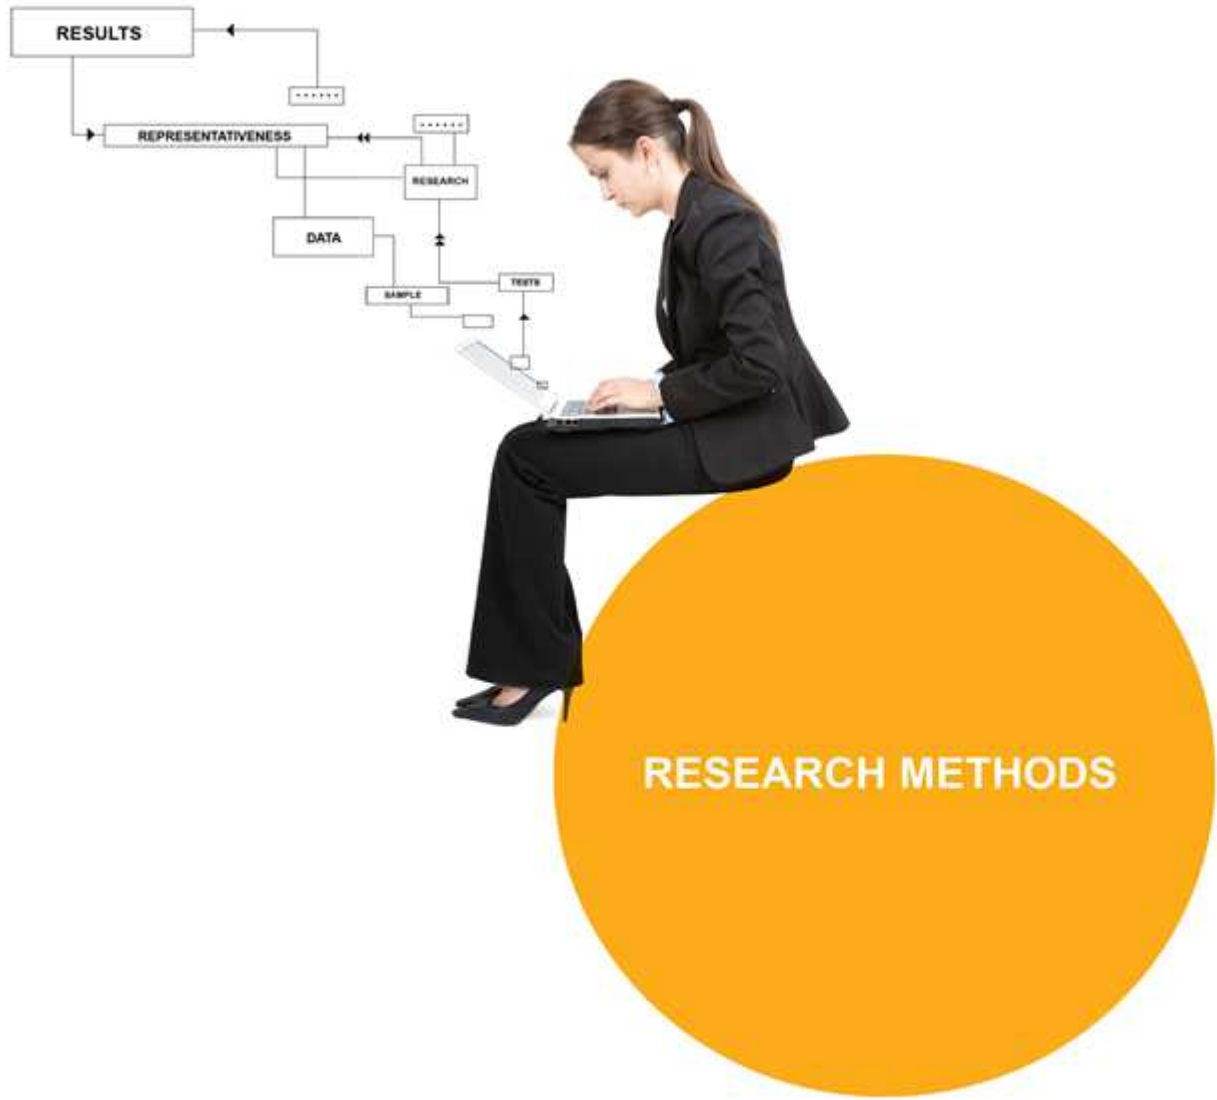 RESULTS
······
······
REPRESENTATIVENESS
RESEARCH
DATA
TESTS
SAMPLE
RESEARCH METHODS